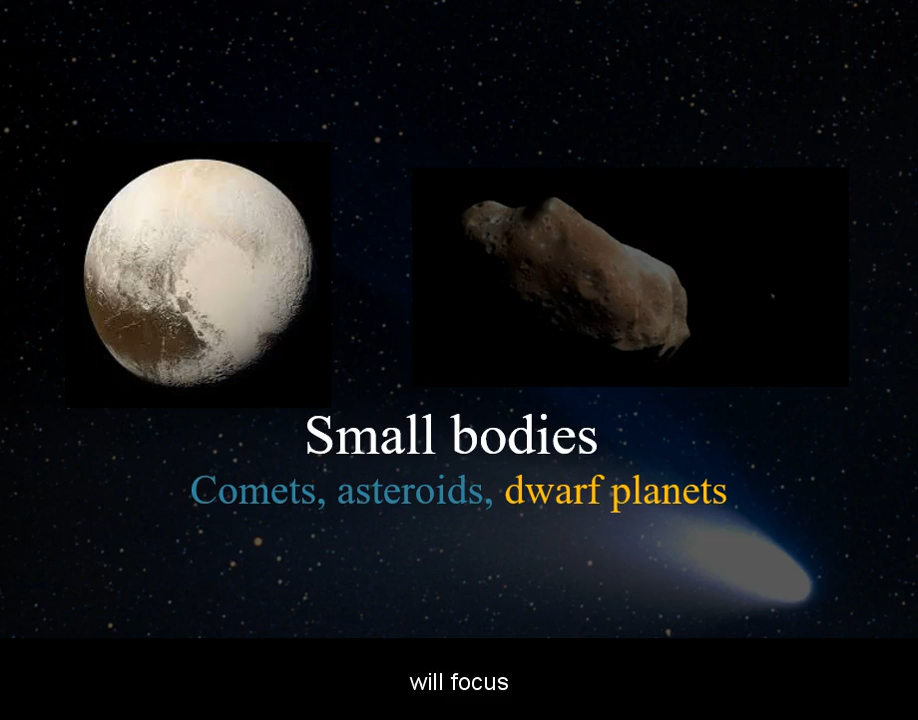 Small bodies
Comets, asteroids, dwarf planets
will focus